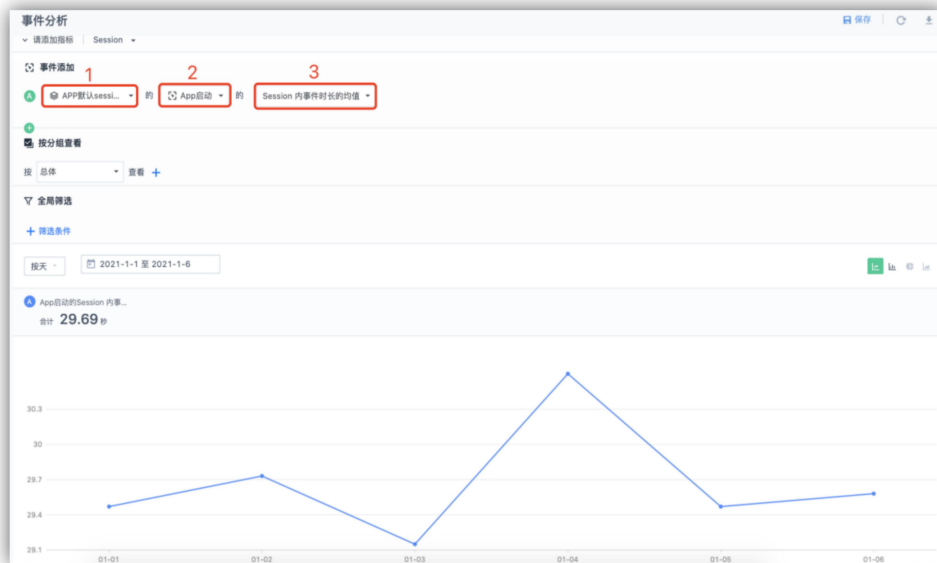 事件分析
保存
请添加指标 Session
事件添加
1 2 3
A APP默认sessi... 的 App启动 的 Session 内事件时长的均值
按分组查看
按 总体 查看
全局筛选
筛选条件
按天 2021-1-1 至 2021-1-6
A App启动的Session 内事...
合计 29.69 秒
30.3
30
29.7
29.4
29.1
01-01 01-02 01-03 01-04 01-05 01-06